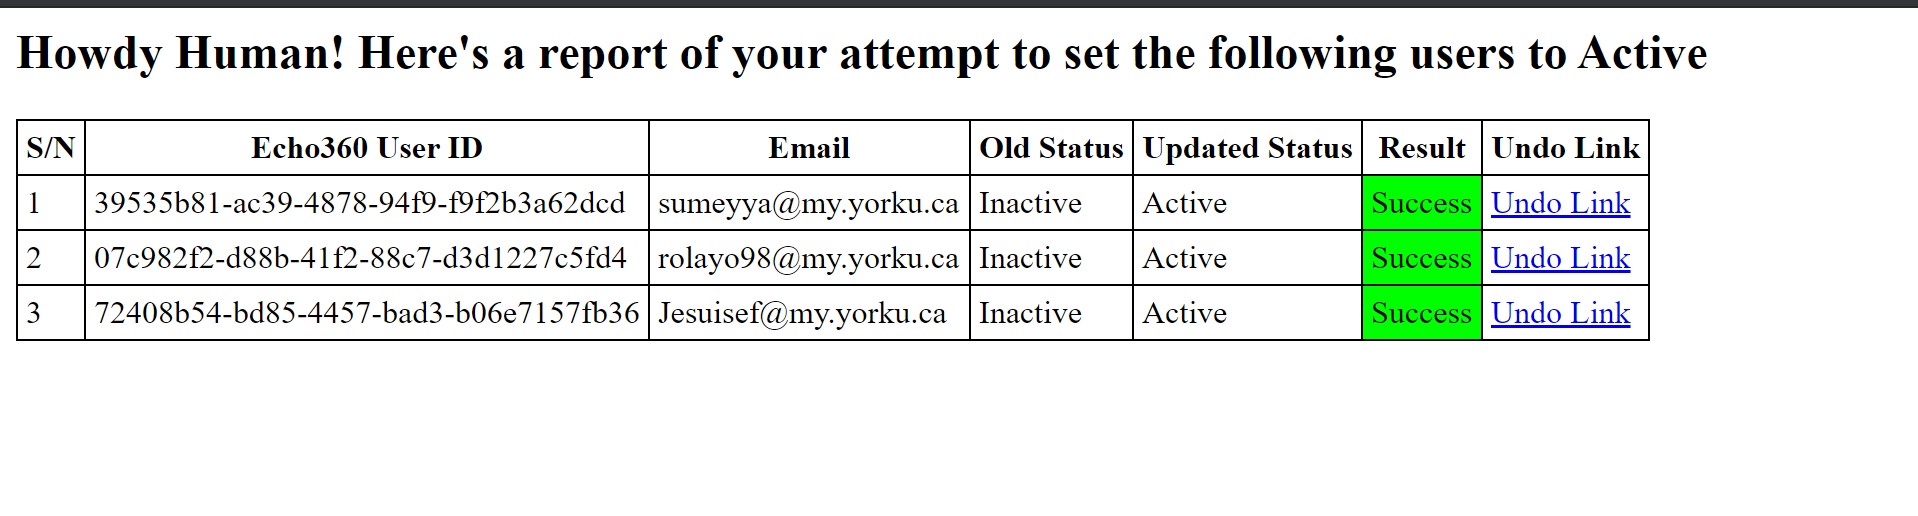 Howdy Human! Here's a report of your attempt to set the following users to Active
S/N Echo360 User ID Email Old Status Updated Status Result Undo Link
1 39535b81-ac39-4878-94f9-f9f2b3a62dcd sumeyya@my.yorku.ca Inactive Active Success Undo Link
2 07c982f2-d88b-41f2-88c7-d3d1227c5fd4 rolayo98@my.yorku.ca Inactive Active Success Undo Link
3 72408b54-bd85-4457-bad3-b06e7157fb36 Jesuisef@my.yorku.ca Inactive Active Success Undo Link